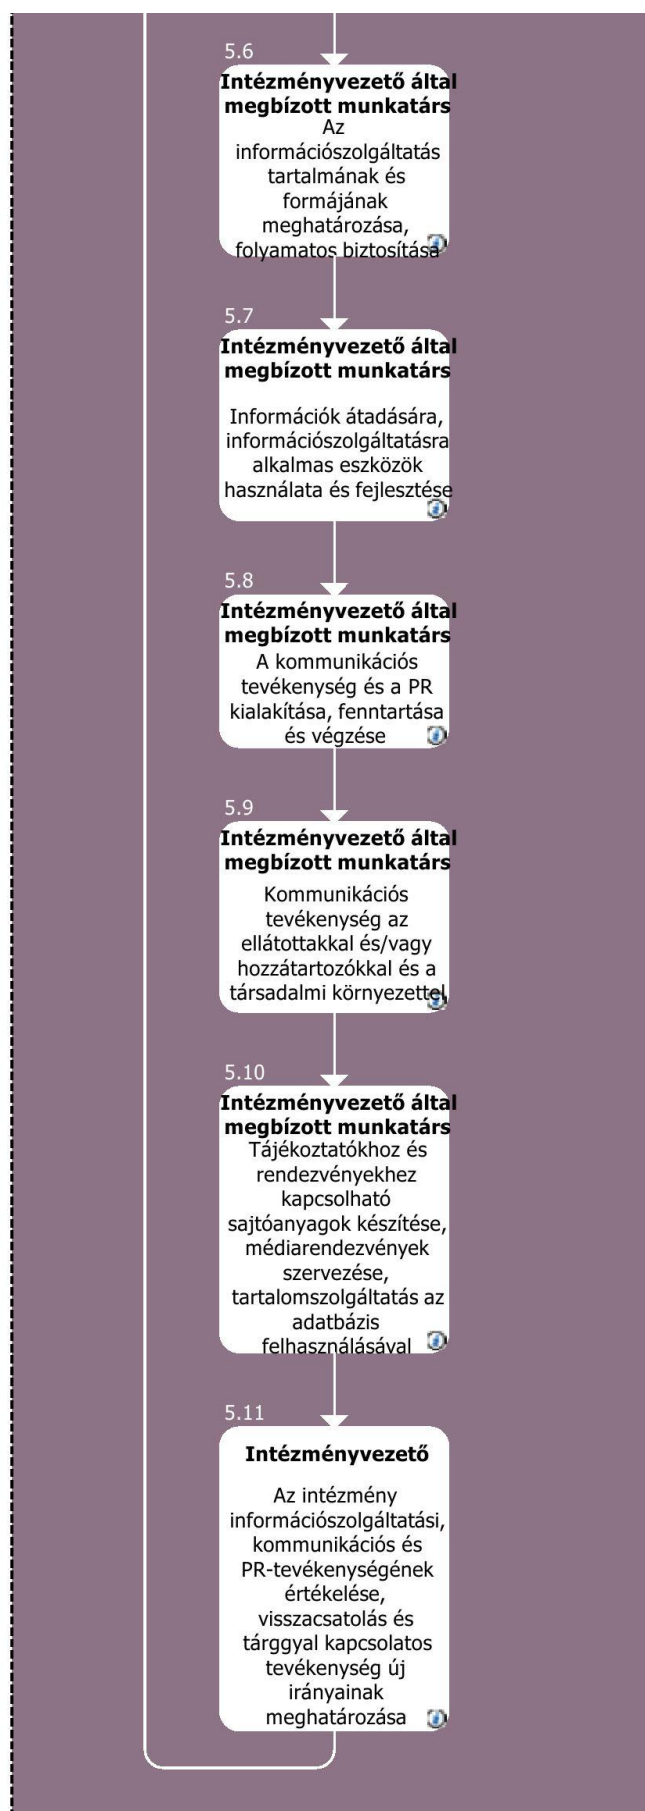 5.6
Intézményvezető által
megbízott munkatárs
Az
információszolgáltatás
tartalmának és
formájának
meghatározása,
folyamatos biztosítása
5.7
Intézményvezető által
megbízott munkatárs
Információk átadására,
információszolgáltatásra
alkalmas eszközök
használata és fejlesztése
5.8
Intézményvezető által
megbízott munkatárs
A kommunikációs
tevékenység és a PR
kialakítása, fenntartása
és végzése
5.9
Intézményvezető által
megbízott munkatárs
Kommunikációs
tevékenység az
ellátottakkal és/vagy
hozzátartozókkal és a
társadalmi környezettel
5.10
Intézményvezető által
megbízott munkatárs
Tájékoztatókhoz és
rendezvényekhez
kapcsolható
sajtóanyagok készítése,
médiarendezvények
szervezése,
tartalomszolgáltatás az
adatbázis
felhasználásával
5.11
Intézményvezető
Az intézmény
információszolgáltatási,
kommunikációs és
PR-tevékenységének
értékelése,
visszacsatolás és
tárggyal kapcsolatos
tevékenység új
irányainak
meghatározása